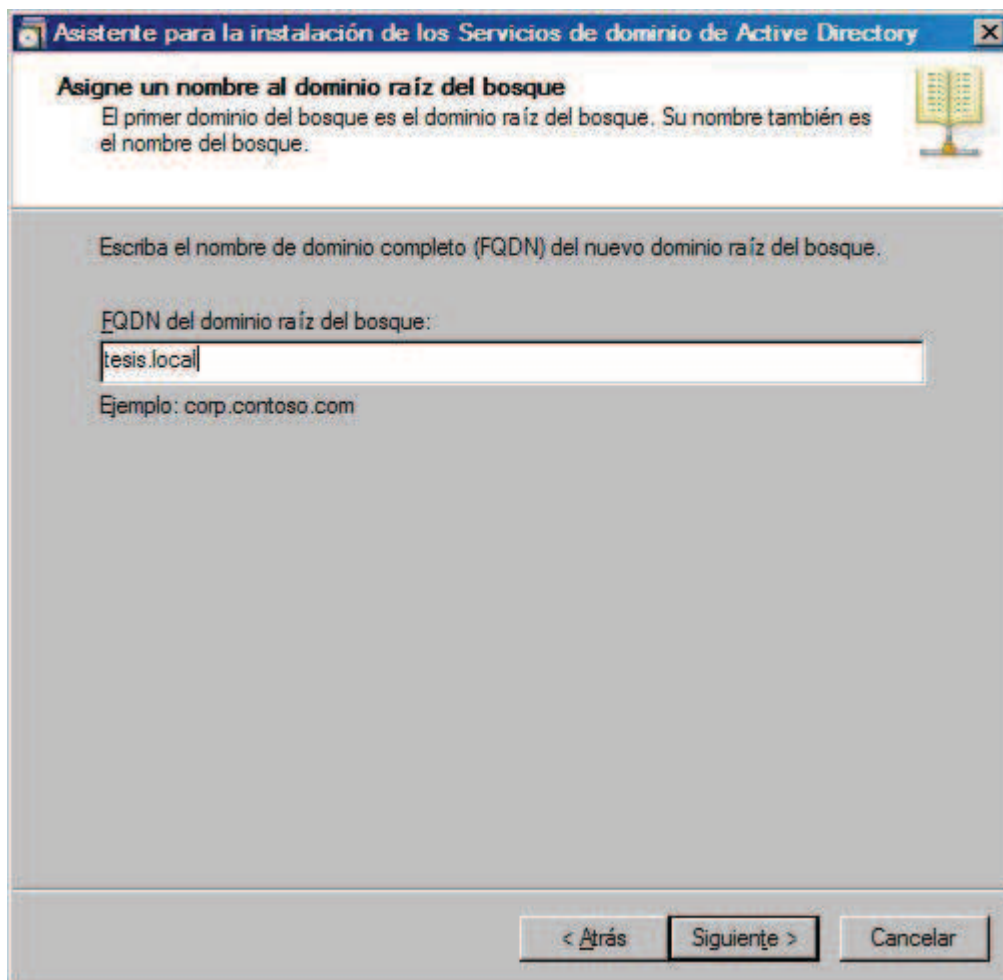 Asistente para la instalación de los Servicios de dominio de Active Directory
Asigne un nombre al dominio raíz del bosque
El primer dominio del bosque es el dominio raíz del bosque. Su nombre también es
el nombre del bosque.
Escriba el nombre de dominio completo (FQDN) del nuevo dominio raíz del bosque.
FQDN del dominio raíz del bosque:
tesis.local
Ejemplo: corp.contoso.com
< Atrás
Siguiente >
Cancelar